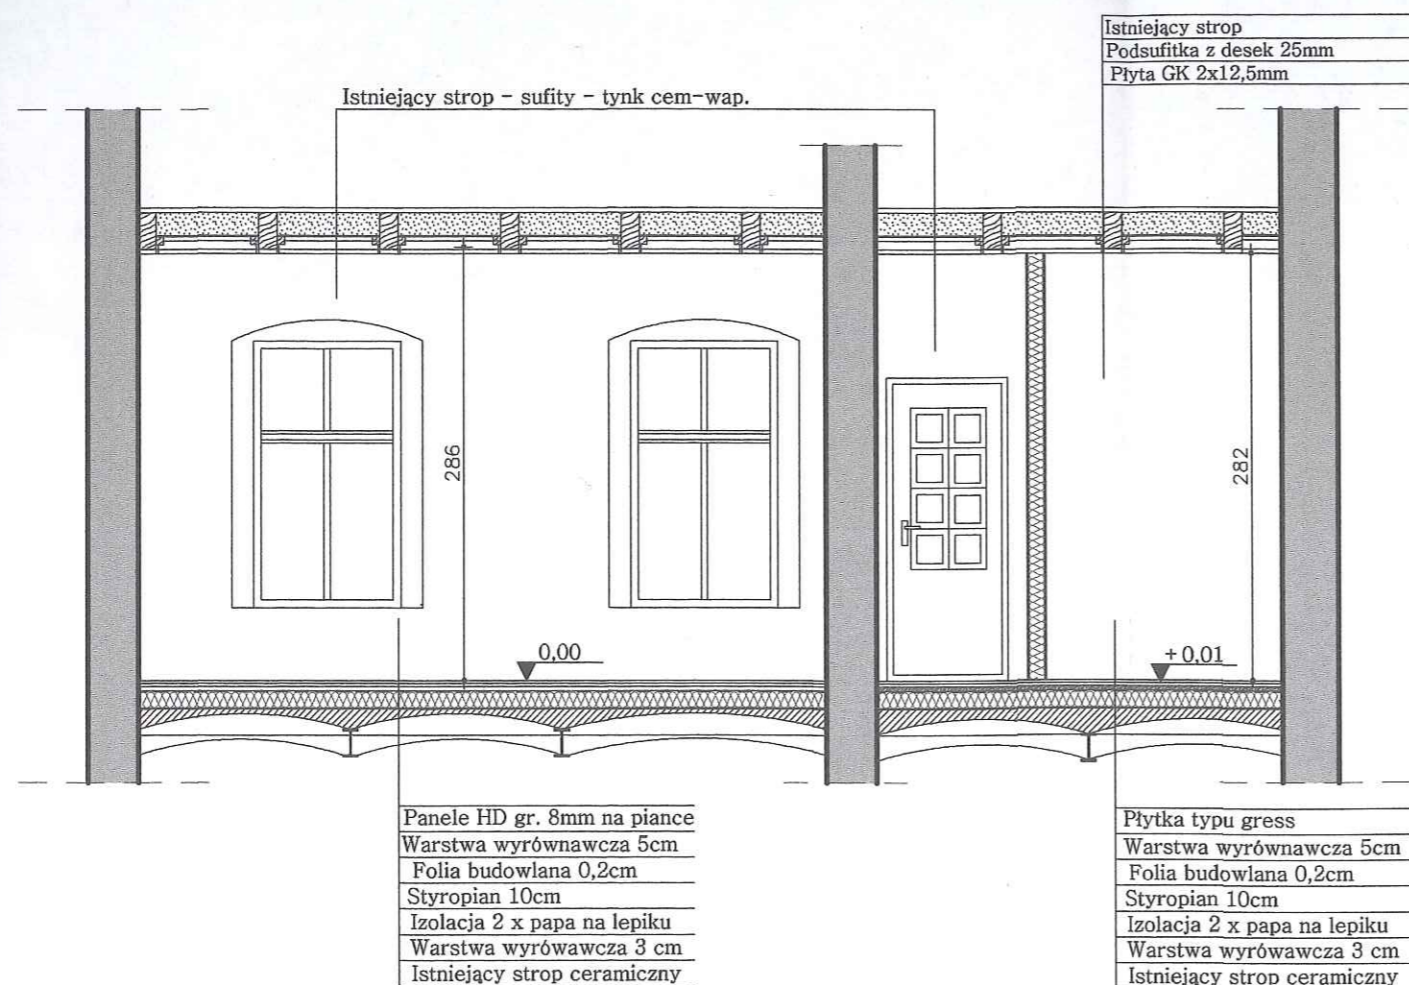 Istniejący strop
Podsufitka z desek 25mm
Płyta GK 2x12,5mm
Istniejący strop - sufity - tynk cem-wap.
286
282
0,00
+0,01
Panele HD gr. 8mm na piance
Warstwa wyrównawcza 5cm
Folia budowlana 0,2cm
Styropian 10cm
Izolacja 2 x papa na lepiku
Warstwa wyrówawcza 3 cm
Istniejący strop ceramiczny
Płytka typu gress
Warstwa wyrównawcza 5cm
Folia budowlana 0,2cm
Styropian 10cm
Izolacja 2 x papa na lepiku
Warstwa wyrówawcza 3 cm
Istniejący strop ceramiczny